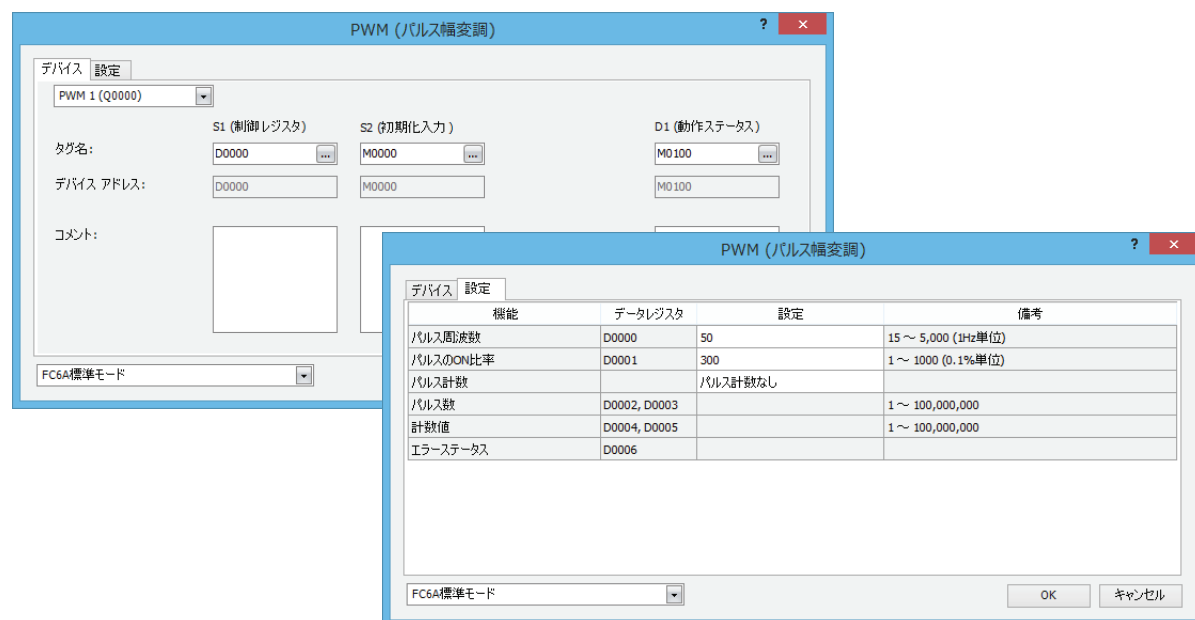 PWM (パルス幅変調)
? ×
デバイス 設定
PWM 1 (Q0000)
S1 (制御レジスタ) S2 (初期化入力) D1 (動作ステータス)
タグ名: D0000 ... M0000 ... M0100 ...
デバイス アドレス: D0000 M0000 M0100
コメント:
FC6A標準モード
PWM (パルス幅変調)
? ×
デバイス 設定
機能 データレジスタ 設定 備考
パルス周波数 D0000 50 15 ~ 5,000 (1Hz単位)
パルスのON比率 D0001 300 1 ~ 1000 (0.1%単位)
パルス計数 パルス計数なし
パルス数 D0002, D0003 1 ~ 100,000,000
計数値 D0004, D0005 1 ~ 100,000,000
エラーステータス D0006
FC6A標準モード
OK キャンセル